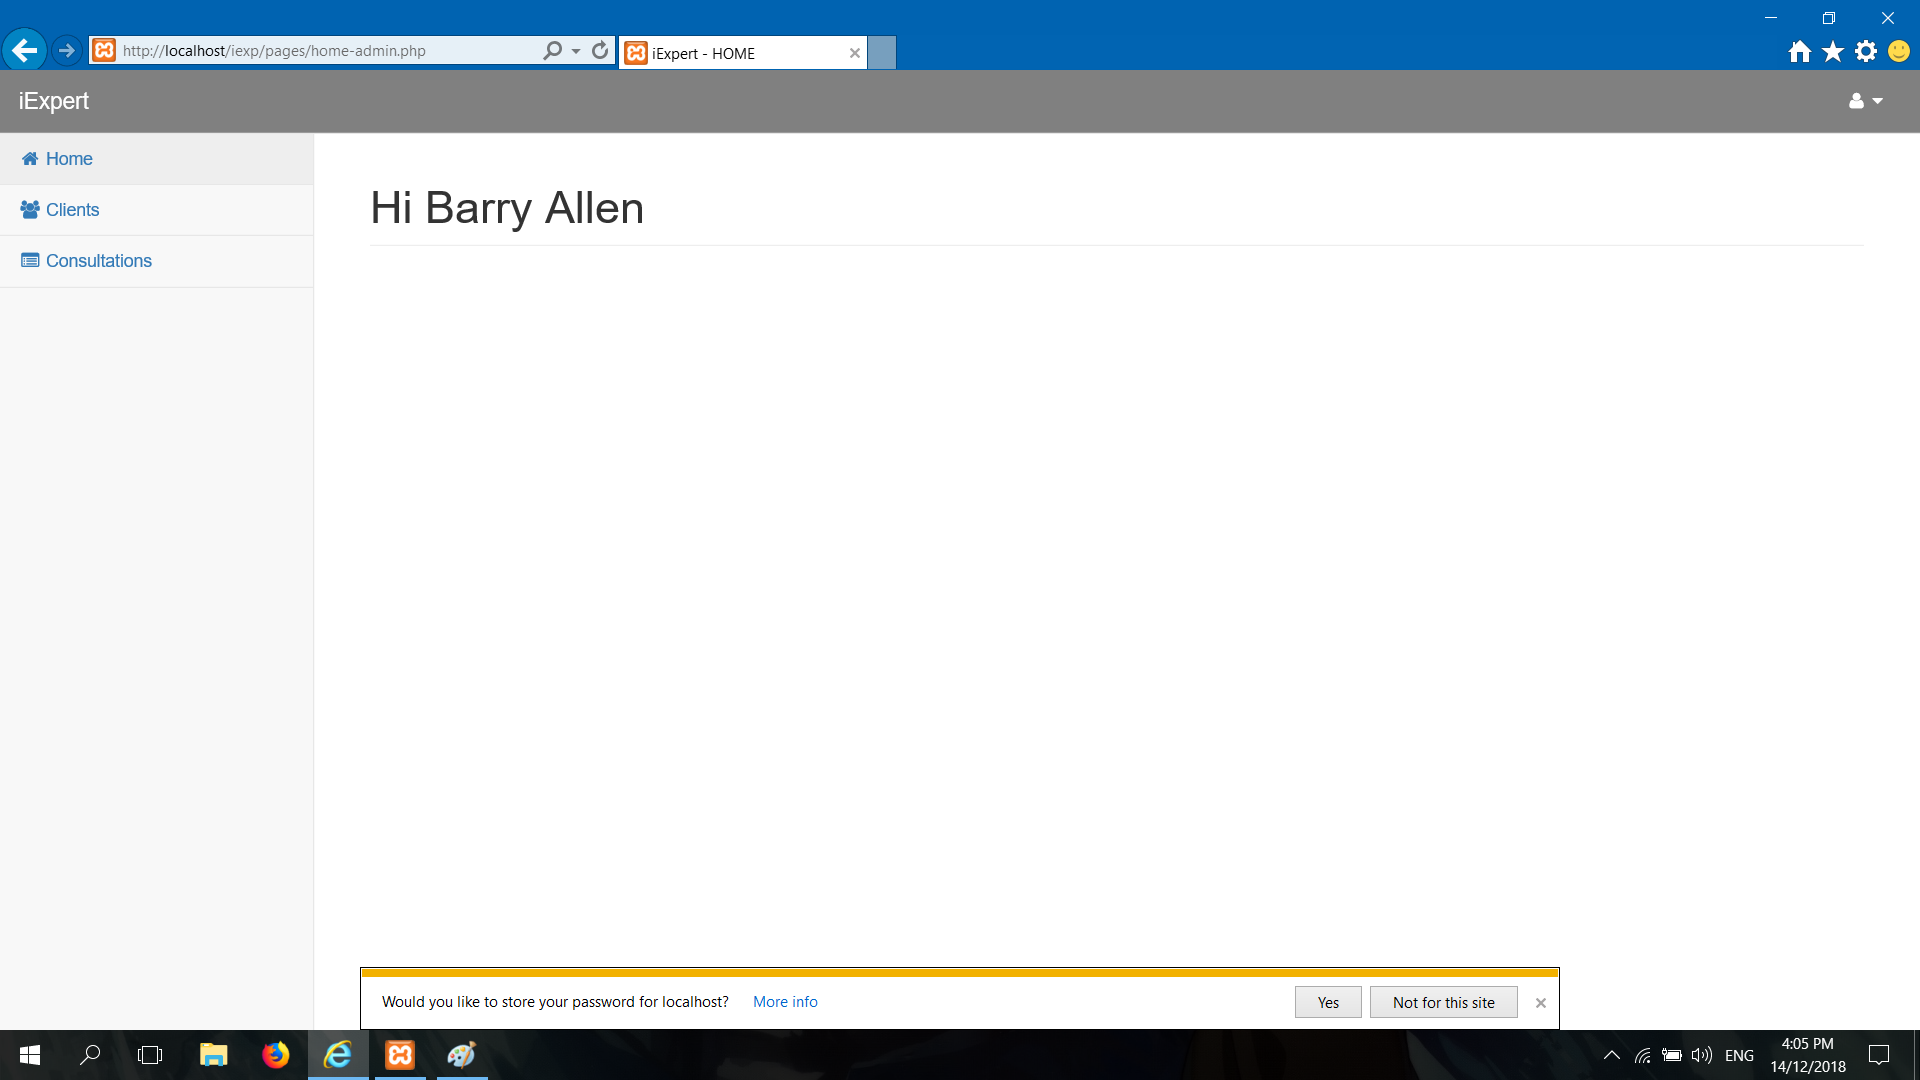 http://localhost/iexp/pages/home-admin.php
iExpert - HOME
iExpert
Home
Clients
Consultations
Hi Barry Allen
Would you like to store your password for localhost? More info
Yes
Not for this site
ENG
4:05 PM
14/12/2018